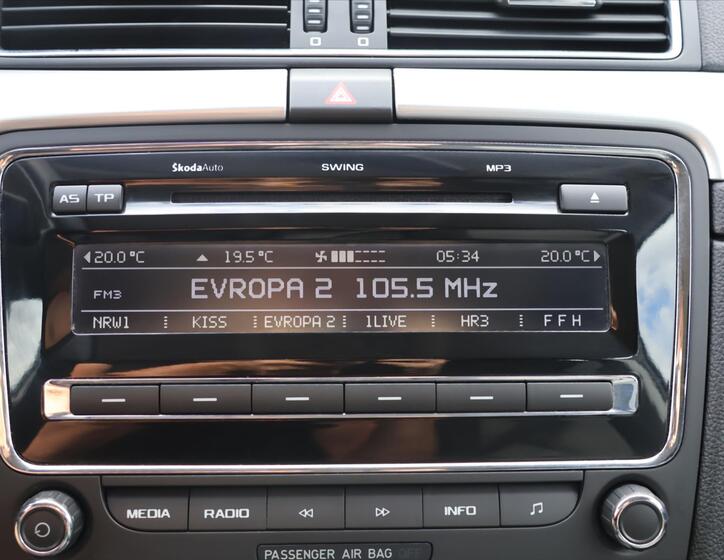 ŠkodaAuto SWING MP3
AS TP
20.0°C 19.5°C 05:34 20.0°C
FM3 EVROPA 2 105.5 MHz
NRW1 KISS EVROPA 2 1LIVE HR3 FFH
MEDIA RADIO INFO
PASSENGER AIR BAG OFF